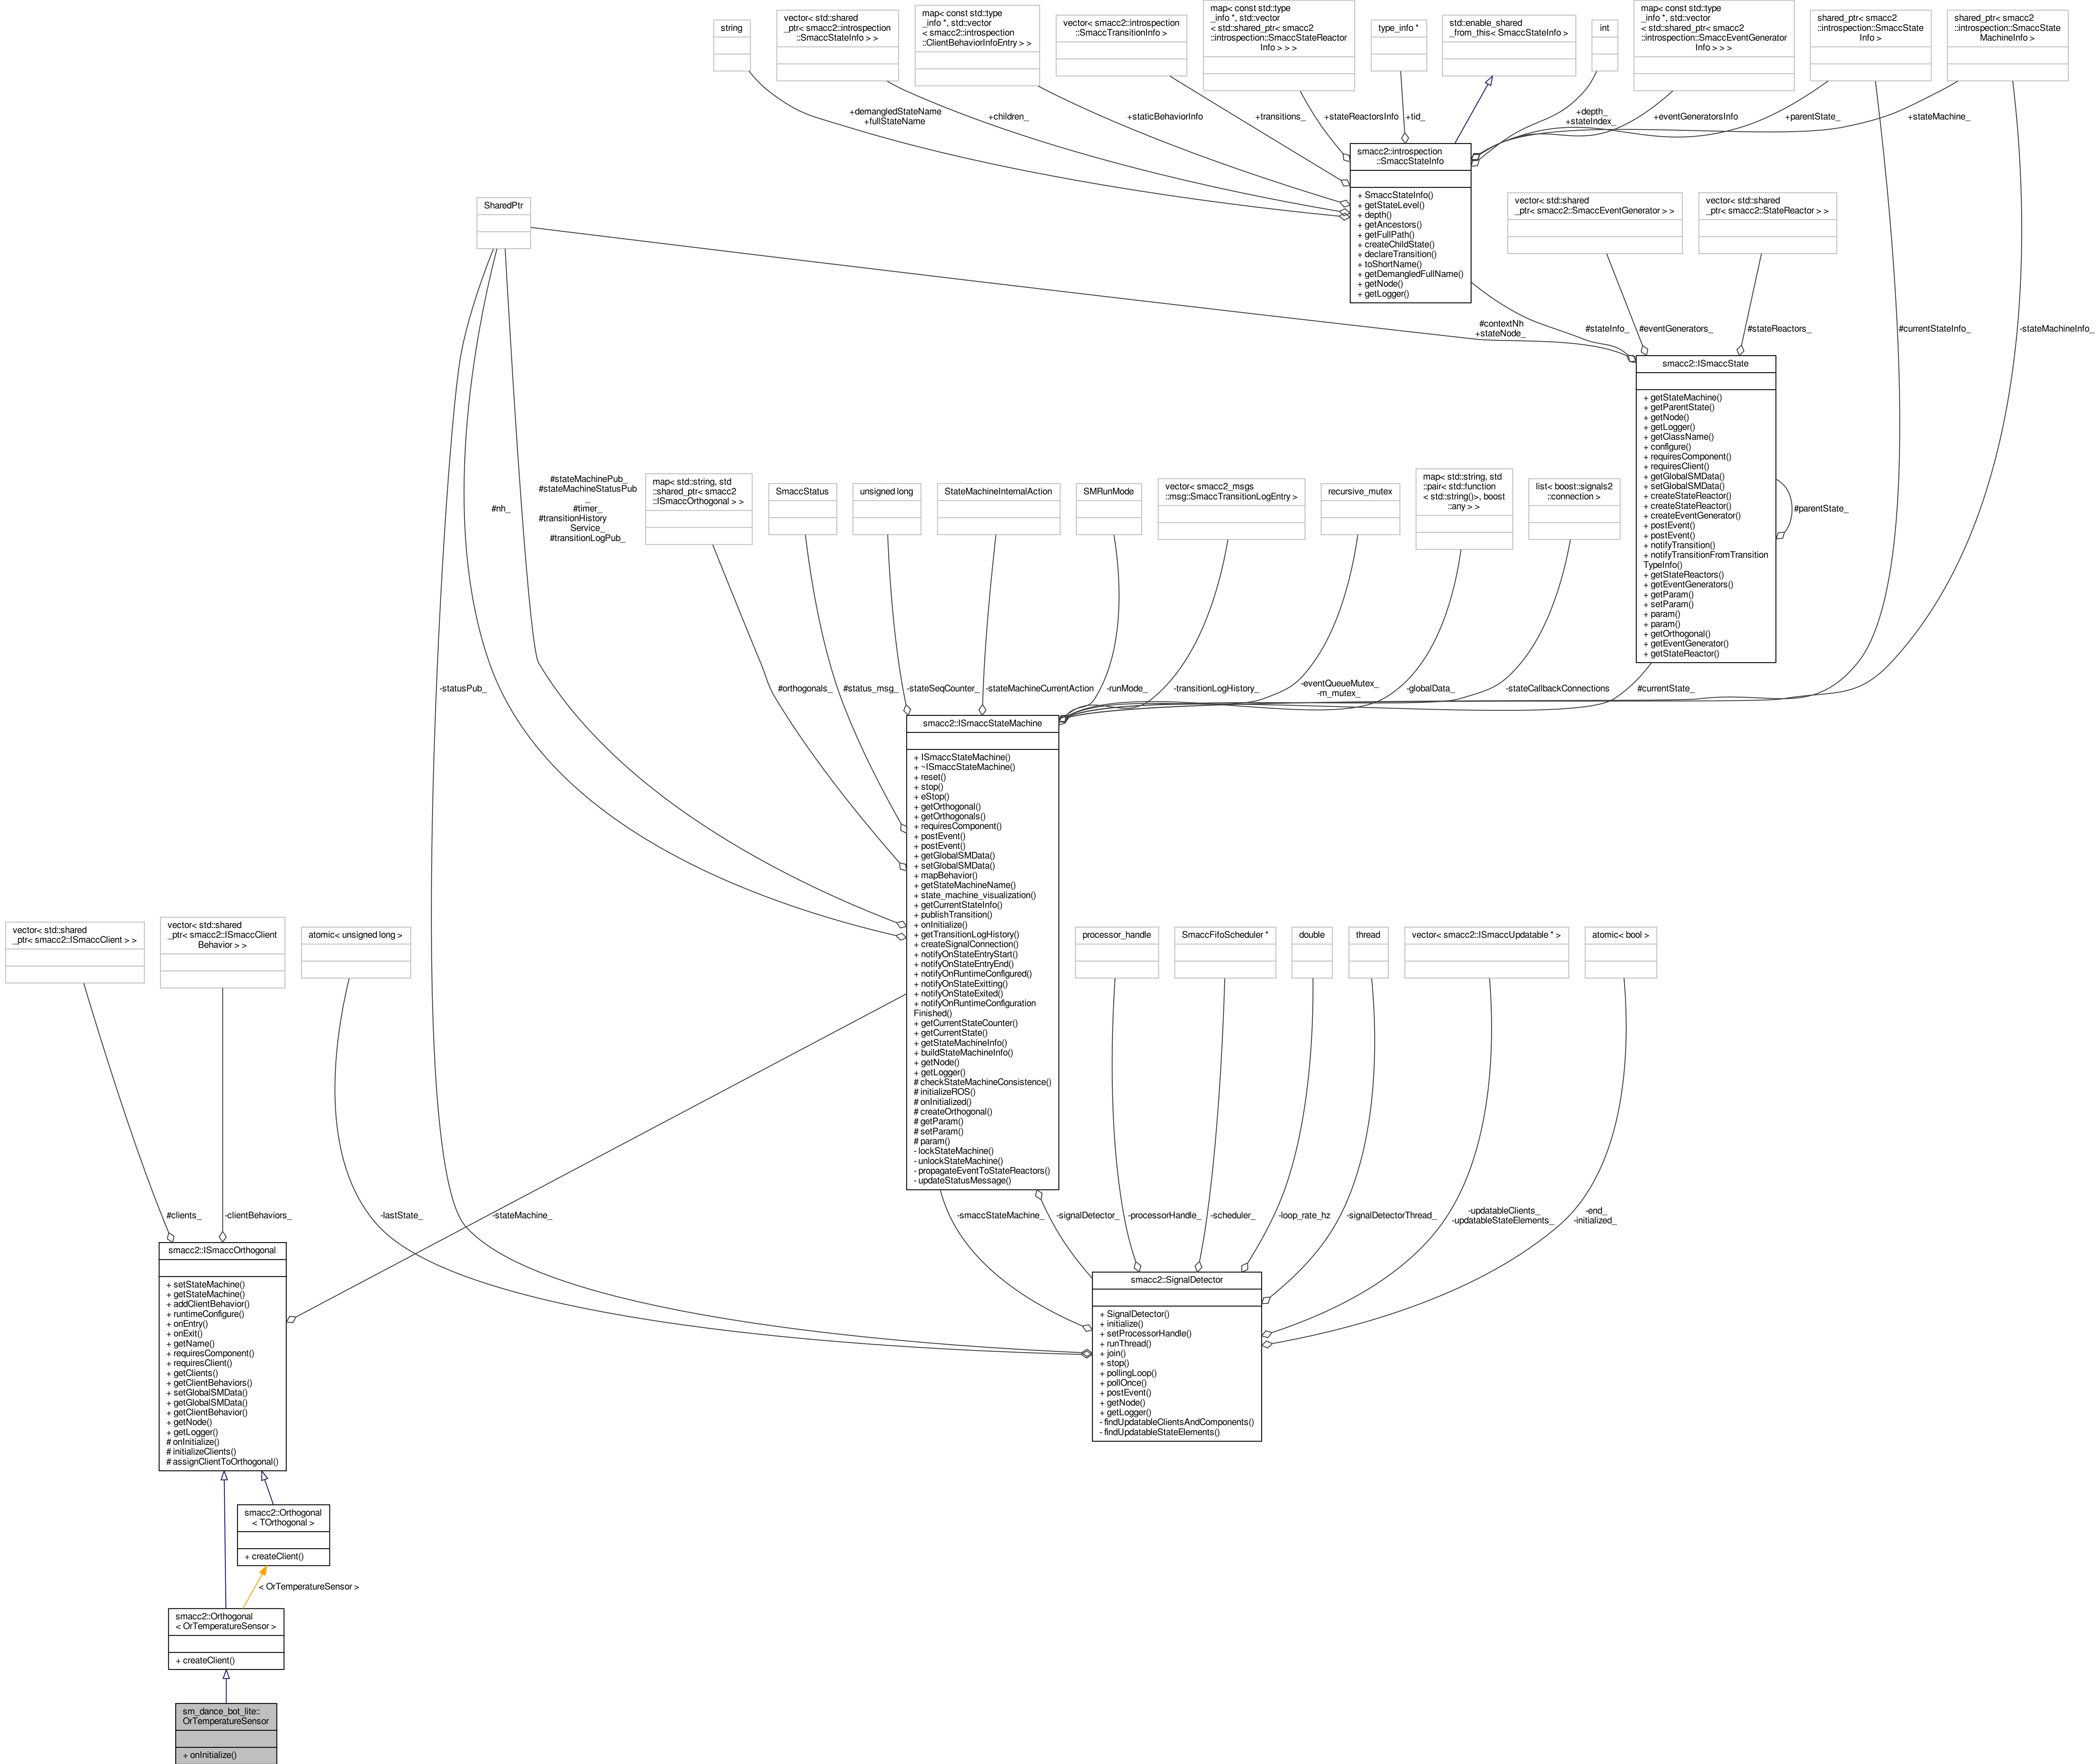 string
vector< std::shared
_ptr< smacc2::introspection
::SmaccStateInfo > >
map< const std::type
_info *, std::vector
< smacc2::introspection
::ClientBehaviorInfoEntry > >
vector< smacc2::introspection
::SmaccTransitionInfo >
map< const std::type
_info *, std::vector
< std::shared_ptr< smacc2
::introspection::SmaccStateReactor
Info > > >
type_info *
std::enable_shared
_from_this< SmaccStateInfo >
int
map< const std::type
_info *, std::vector
< std::shared_ptr< smacc2
::introspection::SmaccEventGenerator
Info > > >
shared_ptr< smacc2
::introspection::SmaccState
Info >
shared_ptr< smacc2
::introspection::SmaccState
MachineInfo >
+demangledStateName
+fullStateName
+children_
+staticBehaviorInfo
+transitions_
+stateReactorsInfo
+tid_
+depth_
+stateIndex_
+eventGeneratorsInfo
+parentState_
+stateMachine_
smacc2::introspection
::SmaccStateInfo
+ SmaccStateInfo()
+ getStateLevel()
+ depth()
+ getAncestors()
+ getFullPath()
+ createChildState()
+ declareTransition()
+ toShortName()
+ getDemangledFullName()
+ getNode()
+ getLogger()
SharedPtr
vector< std::shared
_ptr< smacc2::SmaccEventGenerator > >
vector< std::shared
_ptr< smacc2::StateReactor > >
#contextNh
+stateNode_
#stateInfo_
#eventGenerators_
#stateReactors_
#currentStateInfo_
-stateMachineInfo_
smacc2::ISmaccState
+ getStateMachine()
+ getParentState()
+ getNode()
+ getLogger()
+ getClassName()
+ configure()
+ requiresComponent()
+ requiresClient()
+ getGlobalSMData()
+ setGlobalSMData()
+ createStateReactor()
+ createStateReactor()
+ createEventGenerator()
+ postEvent()
+ postEvent()
+ notifyTransition()
+ notifyTransitionFromTransition
TypeInfo()
+ getStateReactors()
+ getEventGenerators()
+ getParam()
+ setParam()
+ param()
+ param()
+ getOrthogonal()
+ getEventGenerator()
+ getStateReactor()
#parentState_
#nh_
#stateMachinePub_
#stateMachineStatusPub
_
#timer_
#transitionHistory
Service_
#transitionLogPub_
map< std::string, std
::shared_ptr< smacc2
::ISmaccOrthogonal > >
SmaccStatus
unsigned long
StateMachineInternalAction
SMRunMode
vector< smacc2_msgs
::msg::SmaccTransitionLogEntry >
recursive_mutex
map< std::string, std
::pair< std::function
< std::string()>, boost
::any > >
list< boost::signals2
::connection >
-statusPub_
#orthogonals_
#status_msg_
-stateSeqCounter_
-stateMachineCurrentAction
-runMode_
-transitionLogHistory_
-eventQueueMutex_
-m_mutex_
-globalData_
-stateCallbackConnections
#currentState_
smacc2::ISmaccStateMachine
+ ISmaccStateMachine()
+ ~ISmaccStateMachine()
+ reset()
+ stop()
+ eStop()
+ getOrthogonal()
+ getOrthogonals()
+ requiresComponent()
+ postEvent()
+ postEvent()
+ getGlobalSMData()
+ setGlobalSMData()
+ mapBehavior()
+ getStateMachineName()
+ state_machine_visualization()
+ getCurrentStateInfo()
+ publishTransition()
+ onInitialize()
+ getTransitionLogHistory()
+ createSignalConnection()
+ notifyOnStateEntryStart()
+ notifyOnStateEntryEnd()
+ notifyOnRuntimeConfigured()
+ notifyOnStateExitting()
+ notifyOnStateExited()
+ notifyOnRuntimeConfiguration
Finished()
+ getCurrentStateCounter()
+ getCurrentState()
+ getStateMachineInfo()
+ buildStateMachineInfo()
+ getNode()
+ getLogger()
# checkStateMachineConsistence()
# initializeROS()
# onInitialized()
# createOrthogonal()
# getParam()
# setParam()
# param()
- lockStateMachine()
- unlockStateMachine()
- propagateEventToStateReactors()
- updateStatusMessage()
vector< std::shared
_ptr< smacc2::ISmaccClient > >
vector< std::shared
_ptr< smacc2::ISmaccClient
Behavior > >
atomic< unsigned long >
processor_handle
SmaccFifoScheduler *
double
thread
vector< smacc2::ISmaccUpdatable * >
atomic< bool >
#clients_
-clientBehaviors_
-lastState_
-stateMachine_
-smaccStateMachine_
-signalDetector_
-processorHandle_
-scheduler_
-loop_rate_hz
-signalDetectorThread_
-updatableClients_
-updatableStateElements_
-end_
-initialized_
smacc2::ISmaccOrthogonal
+ setStateMachine()
+ getStateMachine()
+ addClientBehavior()
+ runtimeConfigure()
+ onEntry()
+ onExit()
+ getName()
+ requiresComponent()
+ requiresClient()
+ getClients()
+ getClientBehaviors()
+ setGlobalSMData()
+ getGlobalSMData()
+ getClientBehavior()
+ getNode()
+ getLogger()
# onInitialize()
# initializeClients()
# assignClientToOrthogonal()
smacc2::SignalDetector
+ SignalDetector()
+ initialize()
+ setProcessorHandle()
+ runThread()
+ join()
+ stop()
+ pollingLoop()
+ pollOnce()
+ postEvent()
+ getNode()
+ getLogger()
- findUpdatableClientsAndComponents()
- findUpdatableStateElements()
smacc2::Orthogonal
< TOrthogonal >
+ createClient()
< OrTemperatureSensor >
smacc2::Orthogonal
< OrTemperatureSensor >
+ createClient()
sm_dance_bot_lite::
OrTemperatureSensor
+ onInitialize()